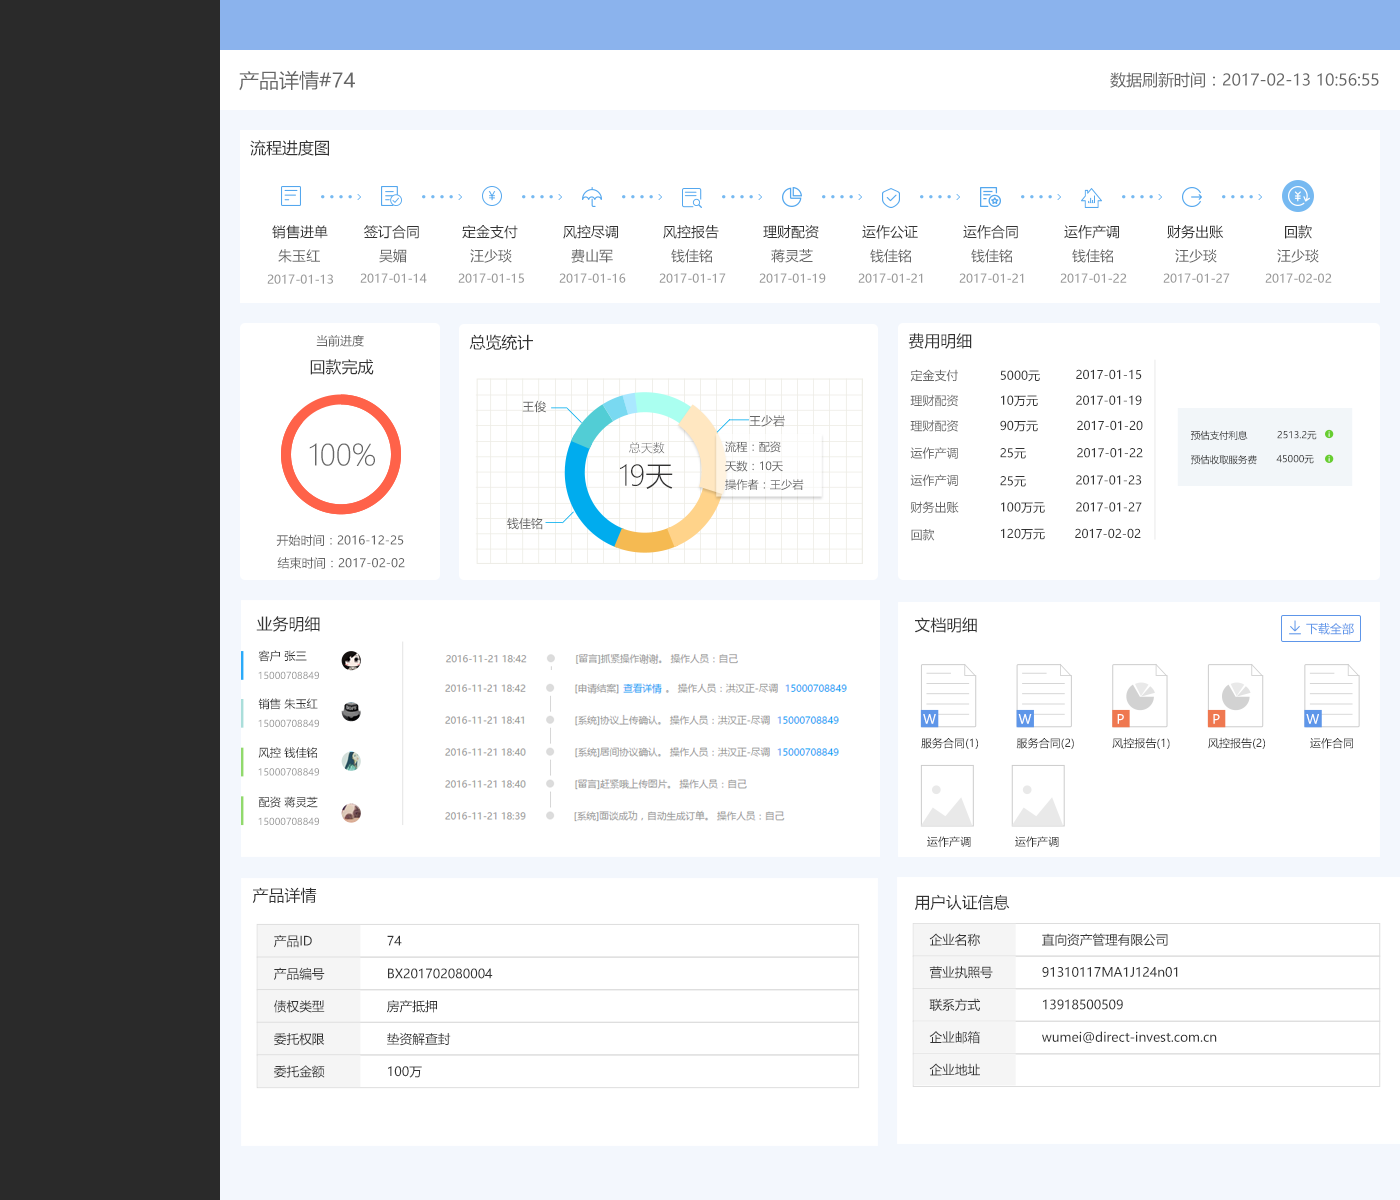 产品详情#74
数据刷新时间：2017-02-13 10:56:55
流程进度图
销售进单 签订合同 定金支付 风控尽调 风控报告 理财配资 运作公证 运作合同 运作产调 财务出账 回款
朱玉红 吴媚 汪少琰 费山军 钱佳铭 蒋灵芝 钱佳铭 钱佳铭 钱佳铭 汪少琰 汪少琰
2017-01-13 2017-01-14 2017-01-15 2017-01-16 2017-01-17 2017-01-19 2017-01-21 2017-01-21 2017-01-22 2017-01-27 2017-02-02
当前进度
回款完成
100%
开始时间：2016-12-25
结束时间：2017-02-02
总览统计
王俊
王少岩
总天数
19天
流程：配资
天数：10天
操作者：王少岩
钱佳铭
费用明细
定金支付 5000元 2017-01-15
理财配资 10万元 2017-01-19
理财配资 90万元 2017-01-20
运作产调 25元 2017-01-22
运作产调 25元 2017-01-23
财务出账 100万元 2017-01-27
回款 120万元 2017-02-02
预估支付利息 2513.2元
预估收取服务费 45000元
业务明细
客户 张三
15000708849
销售 朱玉红
15000708849
风控 钱佳铭
15000708849
配资 蒋灵芝
15000708849
2016-11-21 18:42 [留言]抓紧操作谢谢。 操作人员：自己
2016-11-21 18:42 [申请结案] 查看详情 。 操作人员：洪汉正-尽调 15000708849
2016-11-21 18:41 [系统]协议上传确认。 操作人员：洪汉正-尽调 15000708849
2016-11-21 18:40 [系统]居间协议确认。 操作人员：洪汉正-尽调 15000708849
2016-11-21 18:40 [留言]赶紧哦上传图片。 操作人员：自己
2016-11-21 18:39 [系统]面谈成功，自动生成订单。 操作人员：自己
文档明细
下载全部
W W P P W
服务合同(1) 服务合同(2) 风控报告(1) 风控报告(2) 运作合同
运作产调 运作产调
产品详情
产品ID 74
产品编号 BX201702080004
债权类型 房产抵押
委托权限 垫资解查封
委托金额 100万
用户认证信息
企业名称 直向资产管理有限公司
营业执照号 91310117MA1J124n01
联系方式 13918500509
企业邮箱 wumei@direct-invest.com.cn
企业地址